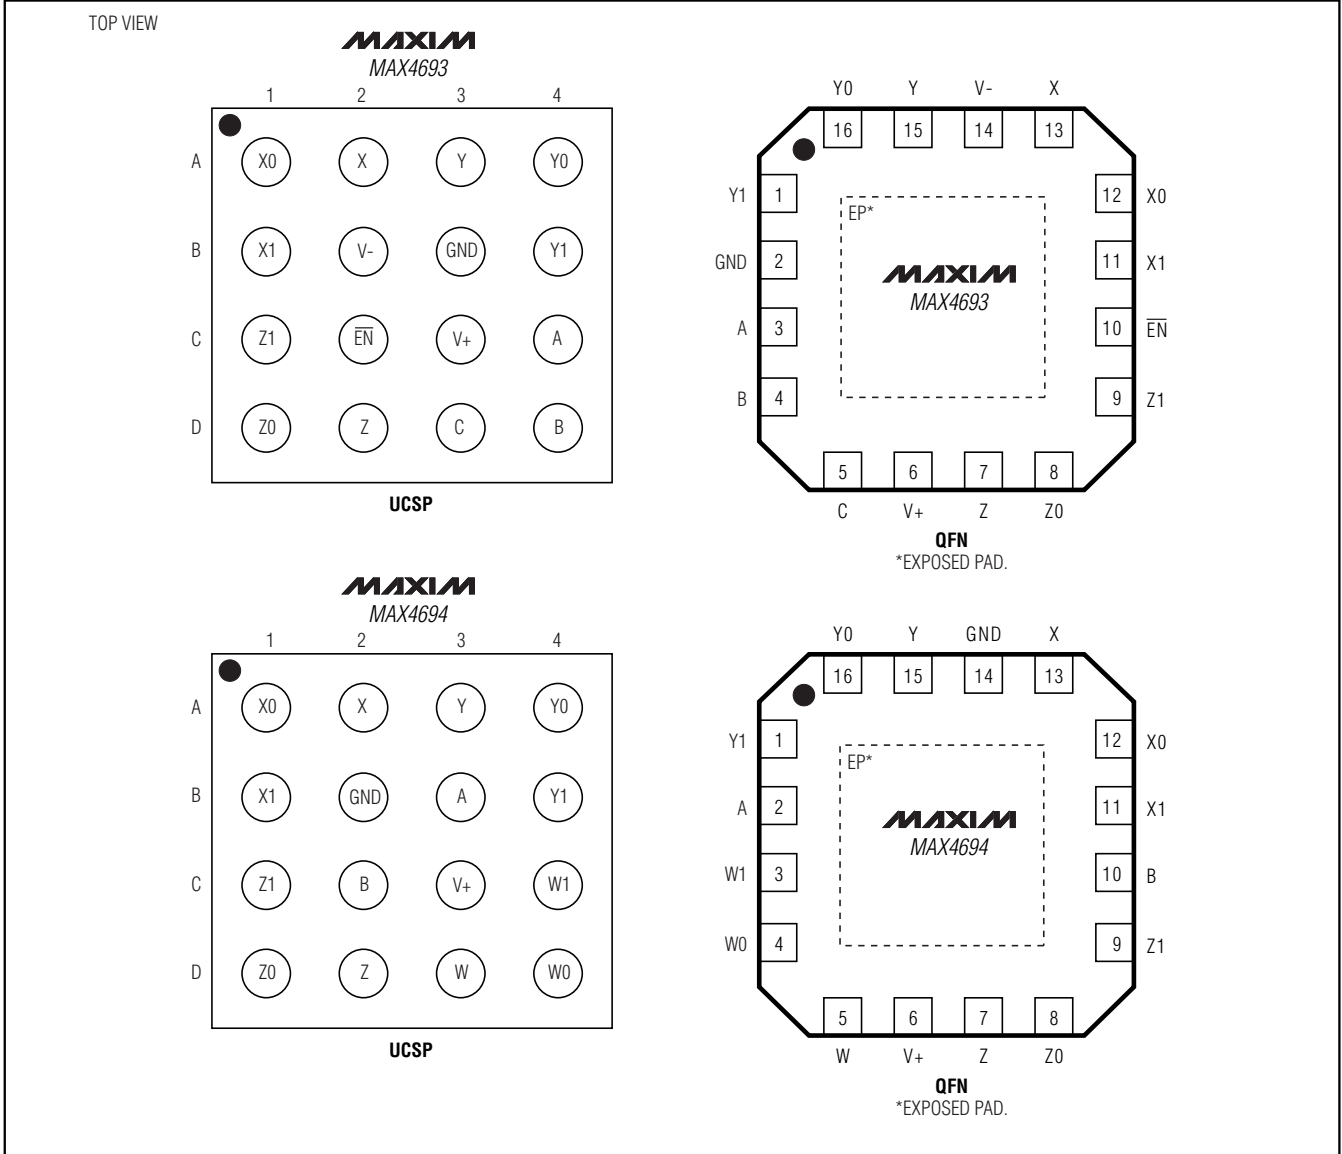 TOP VIEW
MAXIM
MAX4693
1 2 3 4
A X0 X Y Y0
B X1 V- GND Y1
C Z1 E̅N̅ V+ A
D Z0 Z C B
UCSP
Y0 Y V- X
16 15 14 13
Y1 1 12 X0
EP*
GND 2 11 X1
MAXIM
MAX4693
A 3 10 E̅N̅
B 4 9 Z1
5 6 7 8
C V+ Z Z0
QFN
*EXPOSED PAD.
MAXIM
MAX4694
1 2 3 4
A X0 X Y Y0
B X1 GND A Y1
C Z1 B V+ W1
D Z0 Z W W0
UCSP
Y0 Y GND X
16 15 14 13
Y1 1 12 X0
EP*
A 2 11 X1
MAXIM
MAX4694
W1 3 10 B
W0 4 9 Z1
5 6 7 8
W V+ Z Z0
QFN
*EXPOSED PAD.